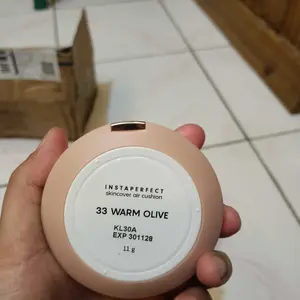 INSTAPERFECT
skincover air cushion
33 WARM OLIVE
KL30A
EXP 301128
11 g